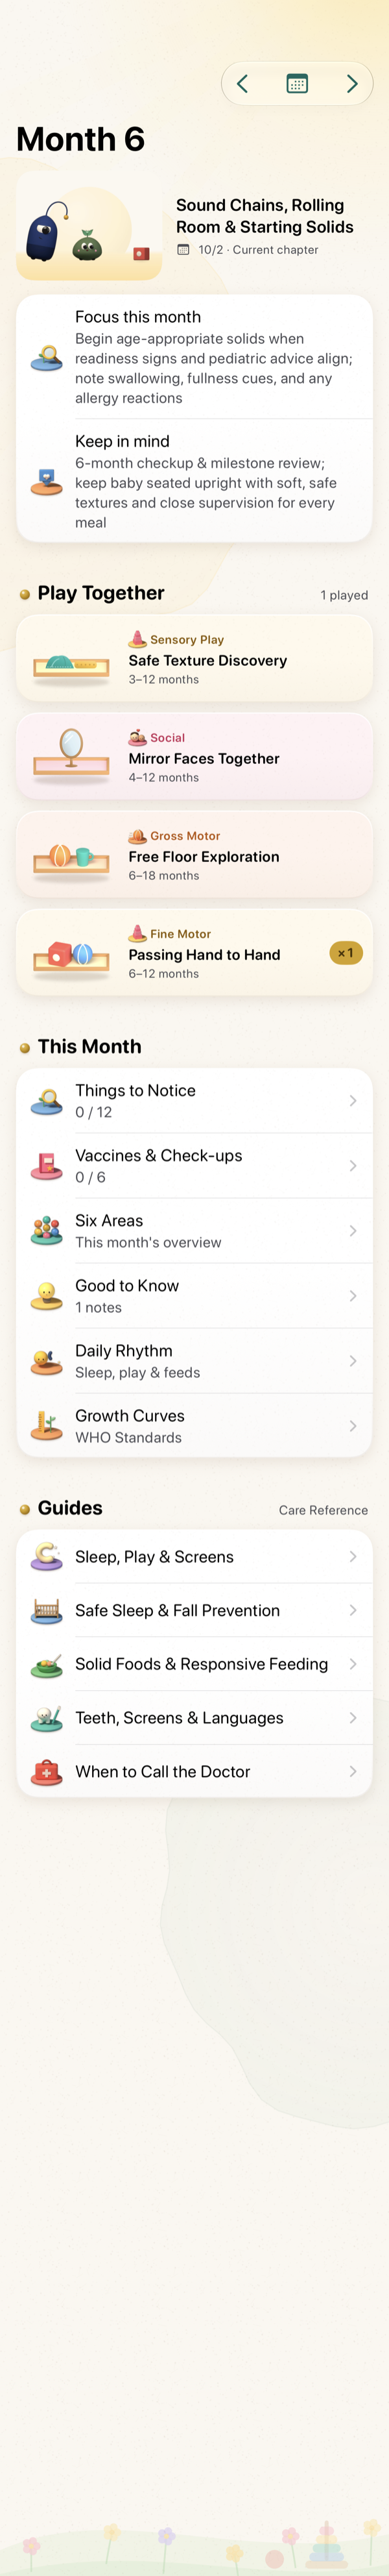 Month 6
Sound Chains, Rolling
Room & Starting Solids
10/2 · Current chapter
Focus this month
Begin age-appropriate solids when
readiness signs and pediatric advice align;
note swallowing, fullness cues, and any
allergy reactions
Keep in mind
6-month checkup & milestone review;
keep baby seated upright with soft, safe
textures and close supervision for every
meal
Play Together
1 played
Sensory Play
Safe Texture Discovery
3–12 months
Social
Mirror Faces Together
4–12 months
Gross Motor
Free Floor Exploration
6–18 months
Fine Motor
Passing Hand to Hand
6–12 months
×1
This Month
Things to Notice
0 / 12
Vaccines & Check-ups
0 / 6
Six Areas
This month's overview
Good to Know
1 notes
Daily Rhythm
Sleep, play & feeds
Growth Curves
WHO Standards
Guides
Care Reference
Sleep, Play & Screens
Safe Sleep & Fall Prevention
Solid Foods & Responsive Feeding
Teeth, Screens & Languages
When to Call the Doctor